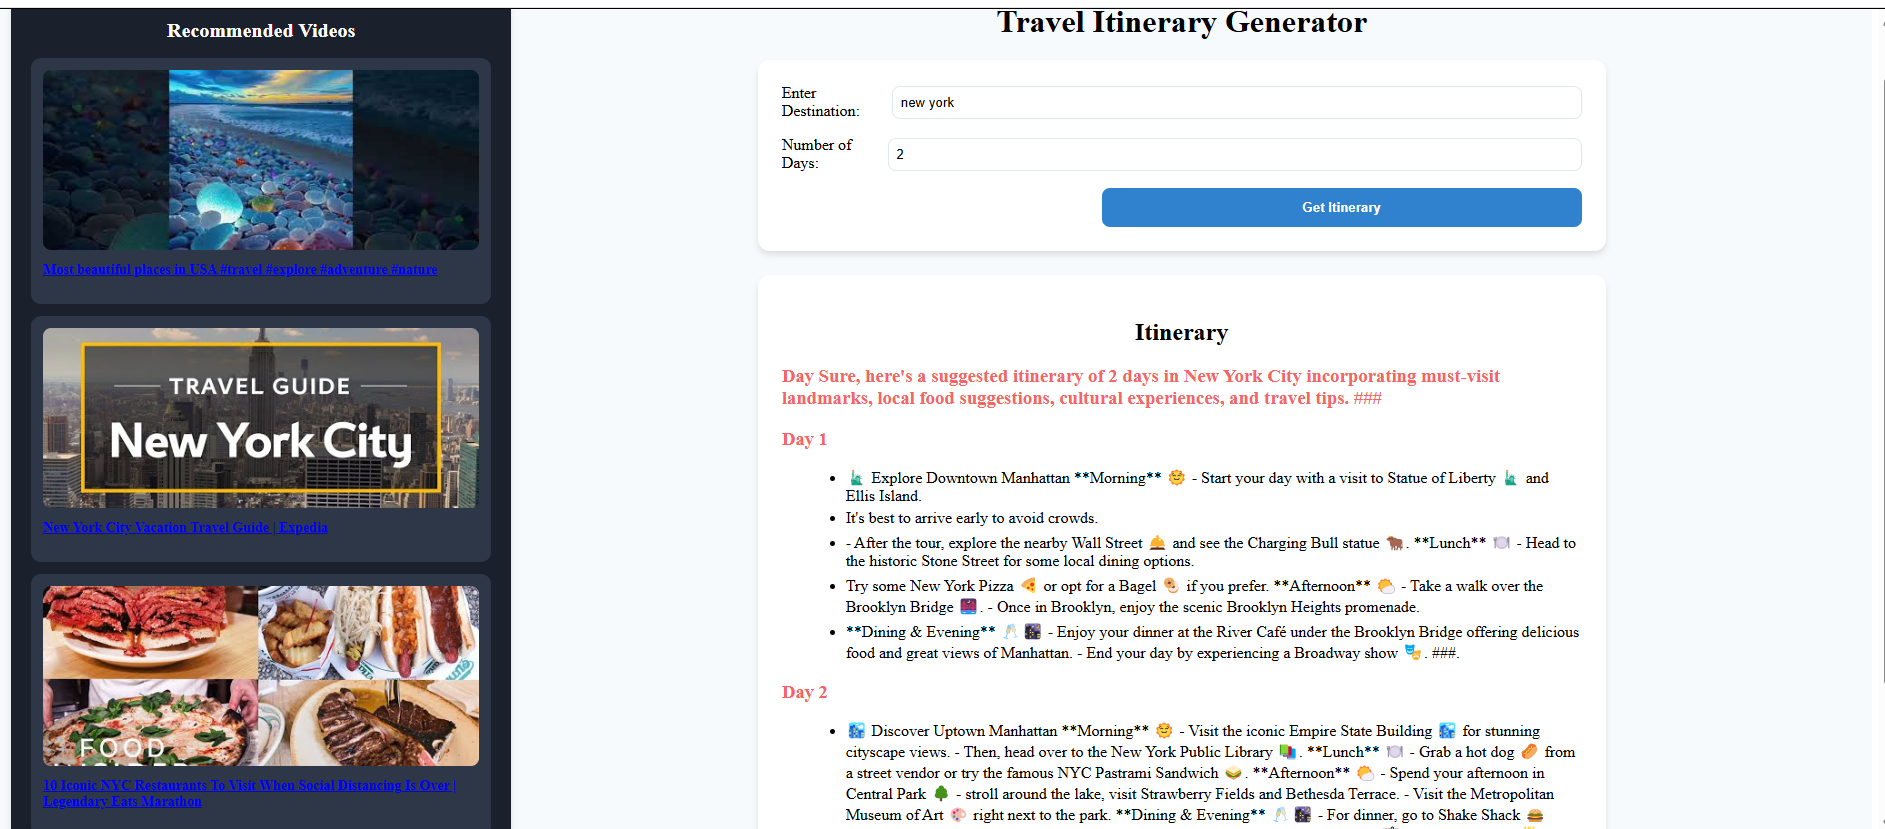 Recommended Videos
Most beautiful places in USA #travel #explore #adventure #nature
TRAVEL GUIDE
New York City
New York City Vacation Travel Guide | Expedia
FOOD
10 Iconic NYC Restaurants To Visit When Social Distancing Is Over |
Legendary Eats Marathon
Travel Itinerary Generator
Enter
Destination:
new york
Number of
Days:
2
Get Itinerary
Itinerary
Day Sure, here's a suggested itinerary of 2 days in New York City incorporating must-visit
landmarks, local food suggestions, cultural experiences, and travel tips. ###
Day 1
🗽 Explore Downtown Manhattan **Morning** 🌞 - Start your day with a visit to Statue of Liberty 🗽 and
Ellis Island.
It's best to arrive early to avoid crowds.
- After the tour, explore the nearby Wall Street 🛎️ and see the Charging Bull statue 🐂. **Lunch** 🍽️ - Head to
the historic Stone Street for some local dining options.
Try some New York Pizza 🍕 or opt for a Bagel 🥯 if you prefer. **Afternoon** 🌤️ - Take a walk over the
Brooklyn Bridge 🌉. - Once in Brooklyn, enjoy the scenic Brooklyn Heights promenade.
**Dining & Evening** 🥂 🌃 - Enjoy your dinner at the River Café under the Brooklyn Bridge offering delicious
food and great views of Manhattan. - End your day by experiencing a Broadway show 🎭. ###.
Day 2
🏙️ Discover Uptown Manhattan **Morning** 🌞 - Visit the iconic Empire State Building 🏙️ for stunning
cityscape views. - Then, head over to the New York Public Library 📚. **Lunch** 🍽️ - Grab a hot dog 🌭 from
a street vendor or try the famous NYC Pastrami Sandwich 🥪. **Afternoon** 🌤️ - Spend your afternoon in
Central Park 🌳 - stroll around the lake, visit Strawberry Fields and Bethesda Terrace. - Visit the Metropolitan
Museum of Art 🎨 right next to the park. **Dining & Evening** 🥂 🌃 - For dinner, go to Shake Shack 🍔